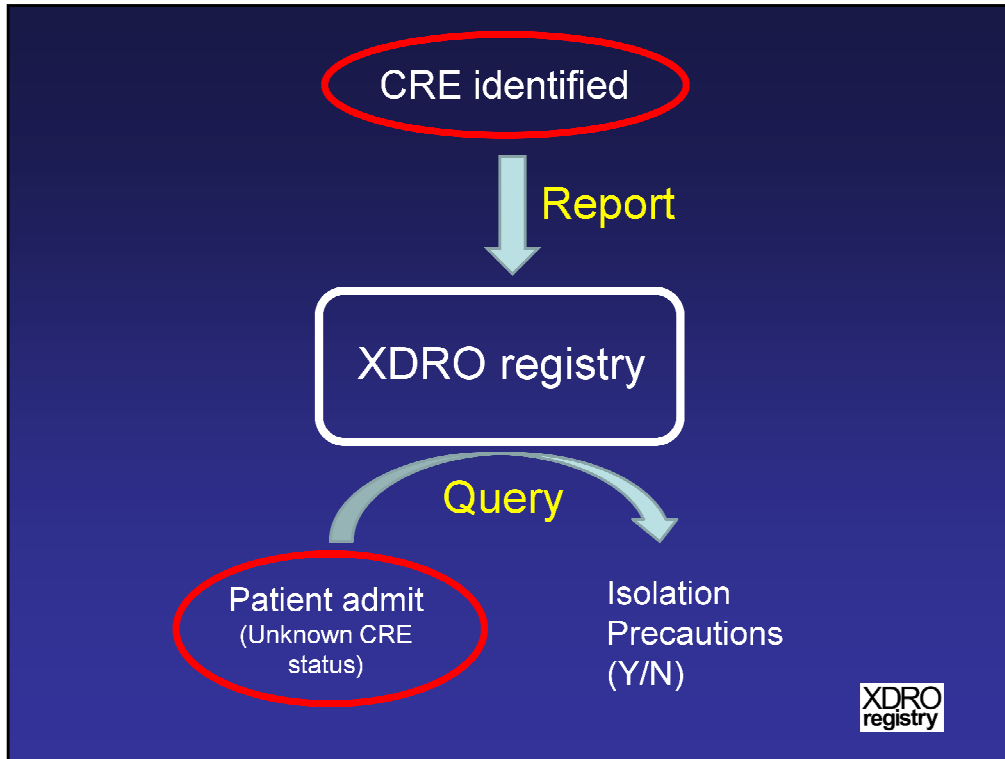 CRE identified
Report
XDRO registry
Query
Patient admit
(Unknown CRE
status)
Isolation
Precautions
(Y/N)
XDRO
registry